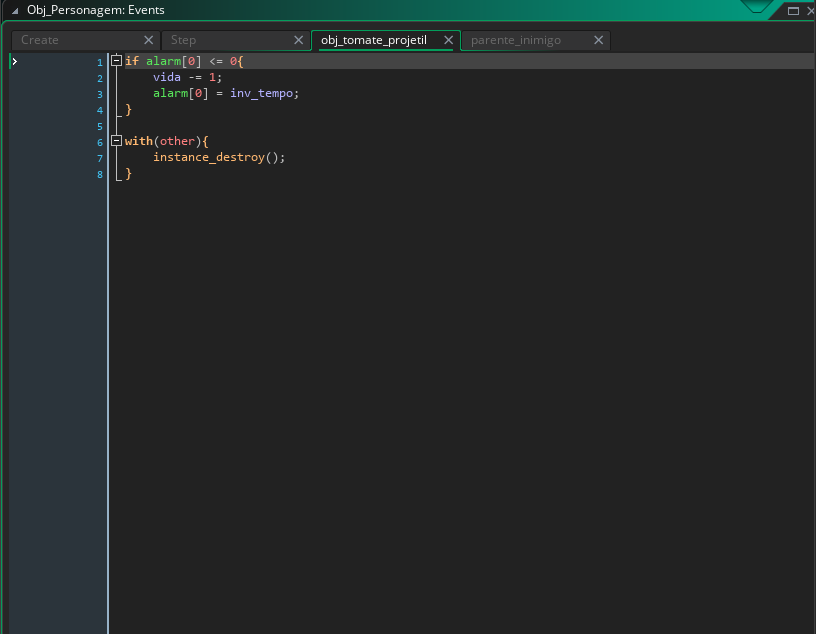 Obj_Personagem: Events
Create Step obj_tomate_projetil parente_inimigo
1 if alarm[0] <= 0{
2 vida -= 1;
3 alarm[0] = inv_tempo;
4 }
5
6 with(other){
7 instance_destroy();
8 }